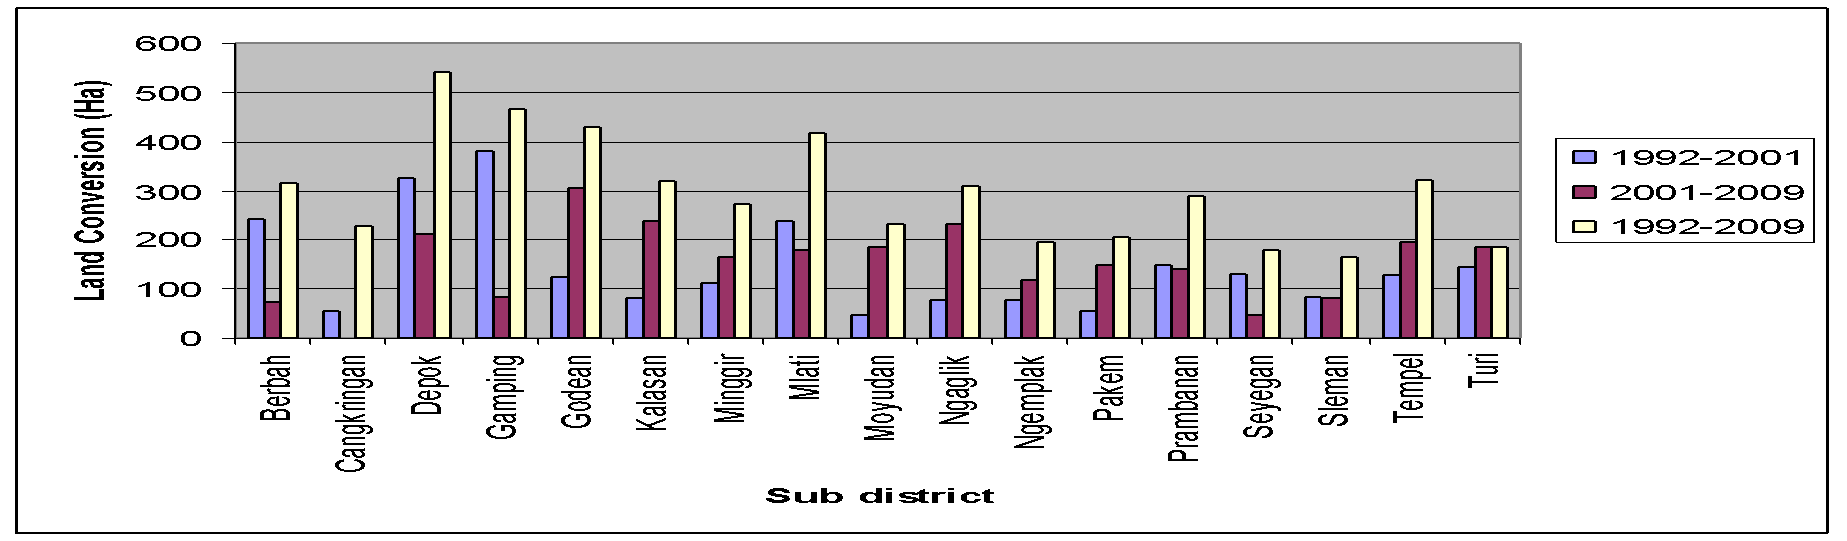 600
500
400
300
200
100
0
Land Conversion (Ha)
Berbah
Cangkringan
Depok
Gamping
Godean
Kalasan
Minggir
Mlati
Moyudan
Ngaglik
Ngemplak
Pakem
Prambanan
Seyegan
Sleman
Tempel
Turi
Sub district
1992-2001
2001-2009
1992-2009